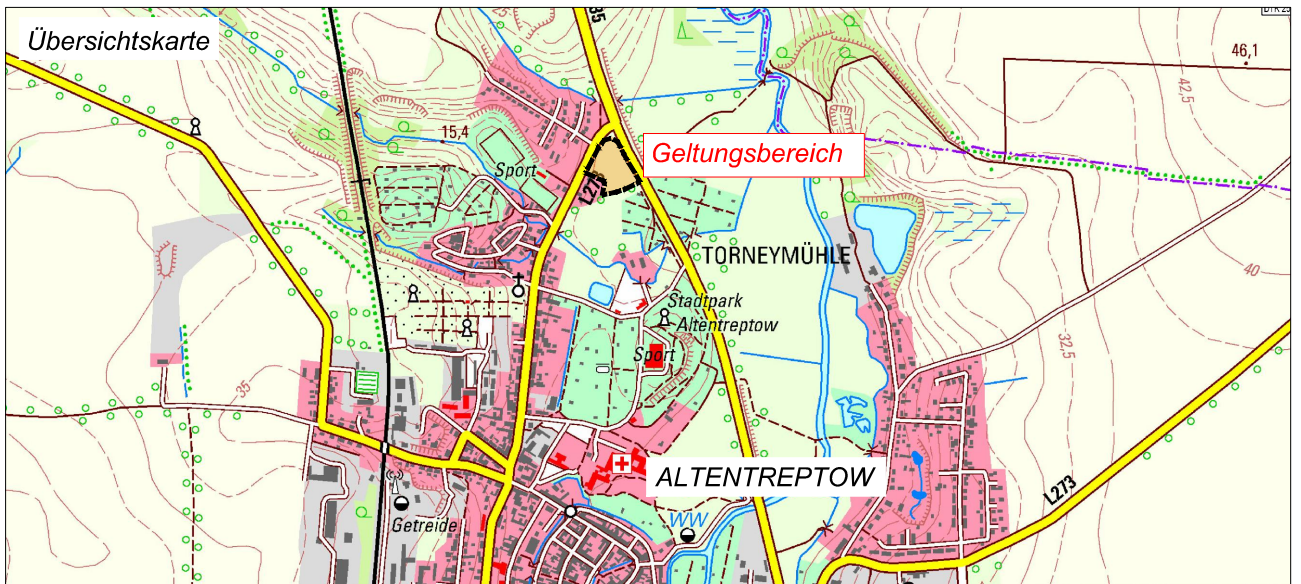 Übersichtskarte
35
46,1
42,5
15,4
Geltungsbereich
Sport
L27
TORNEYMÜHLE
40
Stadtpark
Altentreptow
Sport
32,5
35
ALTENTREPTOW
L273
Getreide
WW